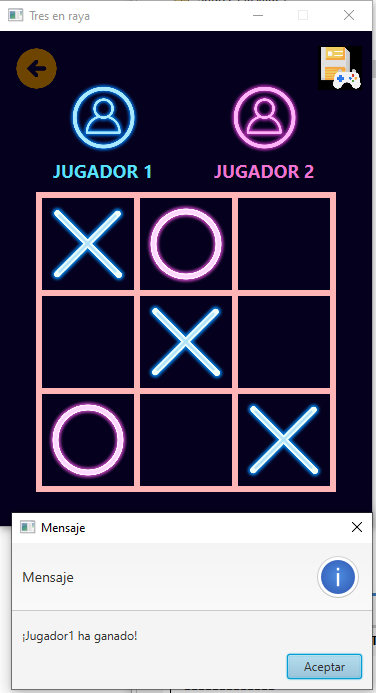 Tres en raya
JUGADOR 1
JUGADOR 2
Mensaje
Mensaje
¡Jugador1 ha ganado!
Aceptar